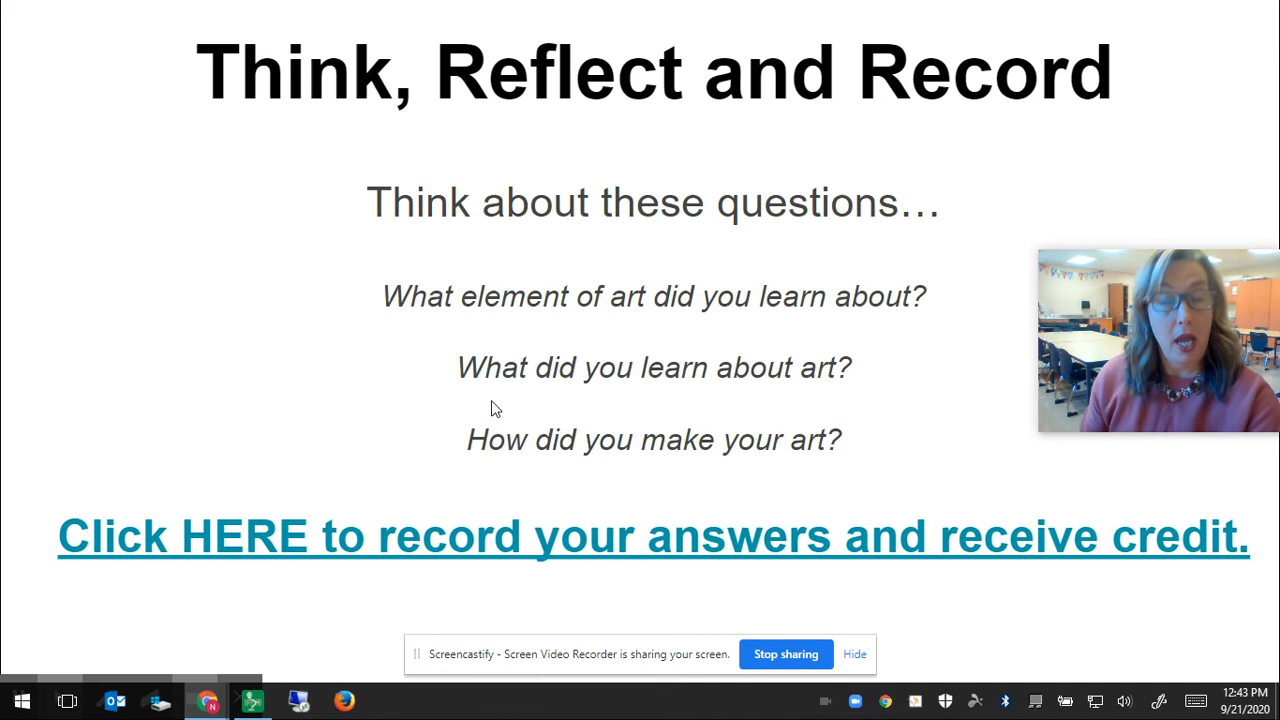 Think, Reflect and Record
Think about these questions…
What element of art did you learn about?
What did you learn about art?
How did you make your art?
Click HERE to record your answers and receive credit.
Screencastify - Screen Video Recorder is sharing your screen.
Stop sharing
Hide
12:43 PM
9/21/2020